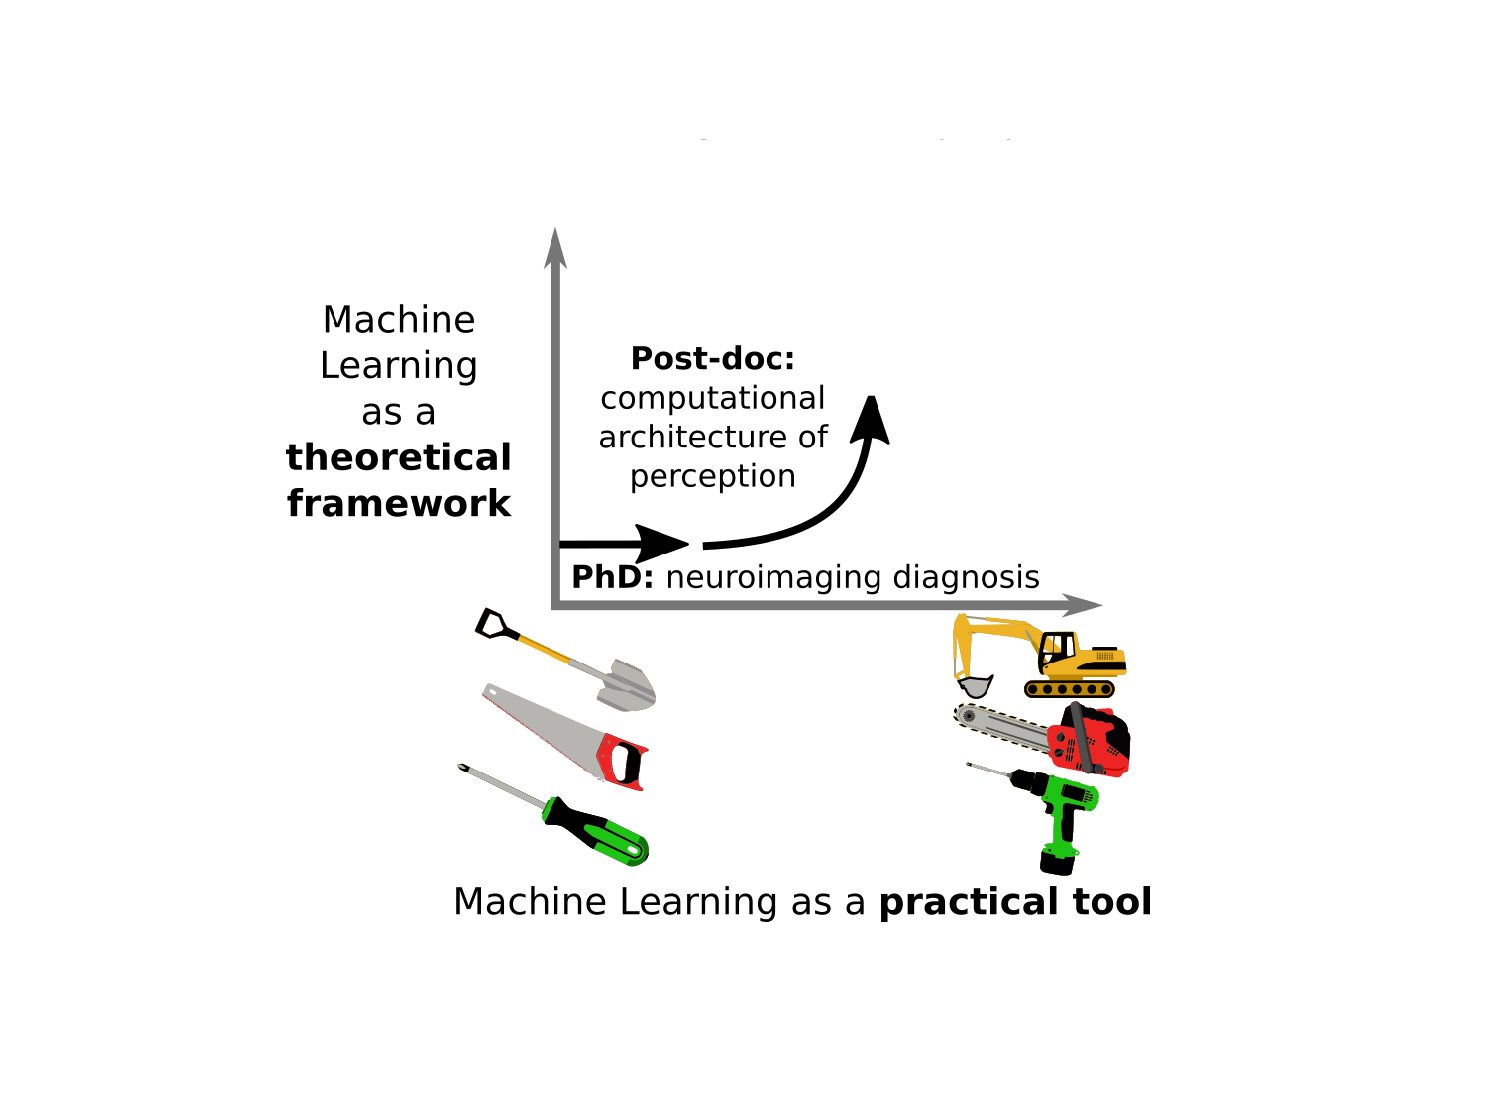 Machine
Learning
as a
theoretical
framework
Post-doc:
computational
architecture of
perception
PhD: neuroimaging diagnosis
Machine Learning as a practical tool